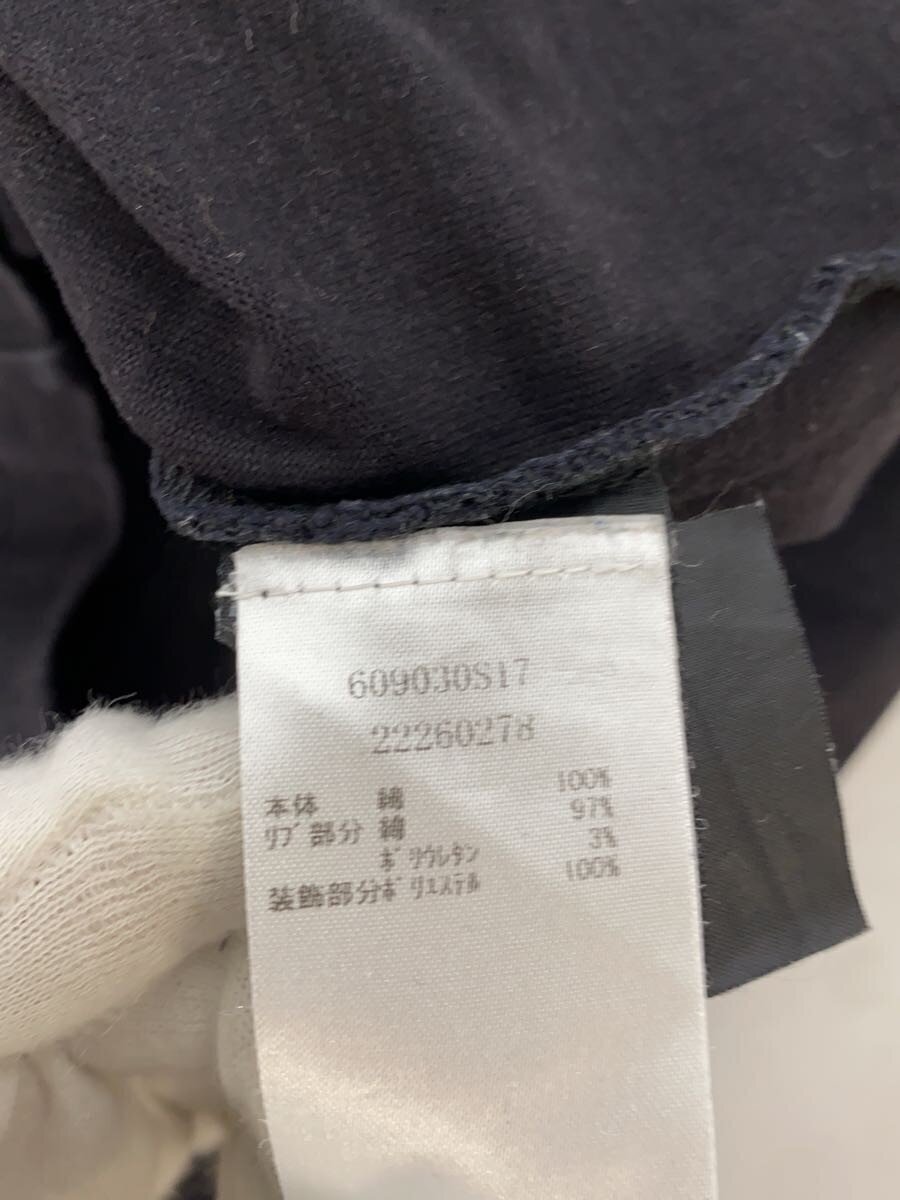 609030S17
22260278
本体 綿 100%
リブ部分 綿 97%
ポリウレタン 3%
装飾部分ポリエステル 100%